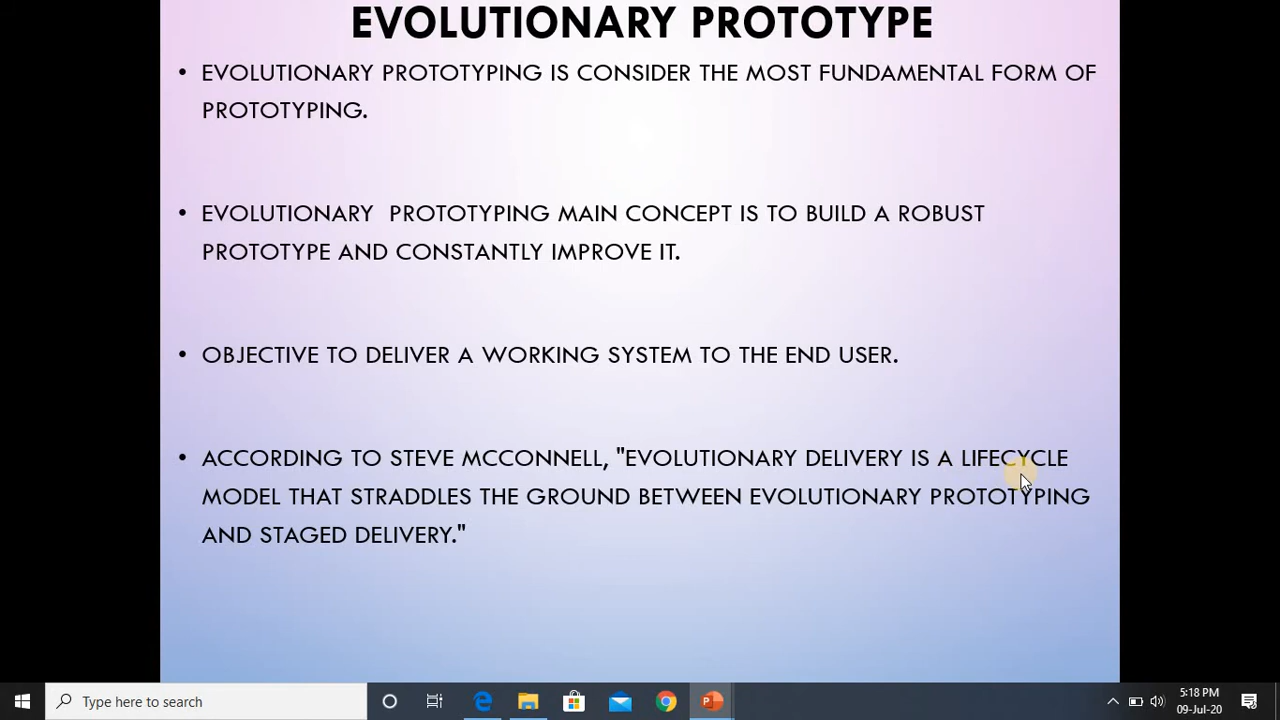 EVOLUTIONARY PROTOTYPE
• EVOLUTIONARY PROTOTYPING IS CONSIDER THE MOST FUNDAMENTAL FORM OF
PROTOTYPING.
• EVOLUTIONARY  PROTOTYPING MAIN CONCEPT IS TO BUILD A ROBUST
PROTOTYPE AND CONSTANTLY IMPROVE IT.
• OBJECTIVE TO DELIVER A WORKING SYSTEM TO THE END USER.
• ACCORDING TO STEVE MCCONNELL, "EVOLUTIONARY DELIVERY IS A LIFECYCLE
MODEL THAT STRADDLES THE GROUND BETWEEN EVOLUTIONARY PROTOTYPING
AND STAGED DELIVERY."
Type here to search
5:18 PM
09-Jul-20